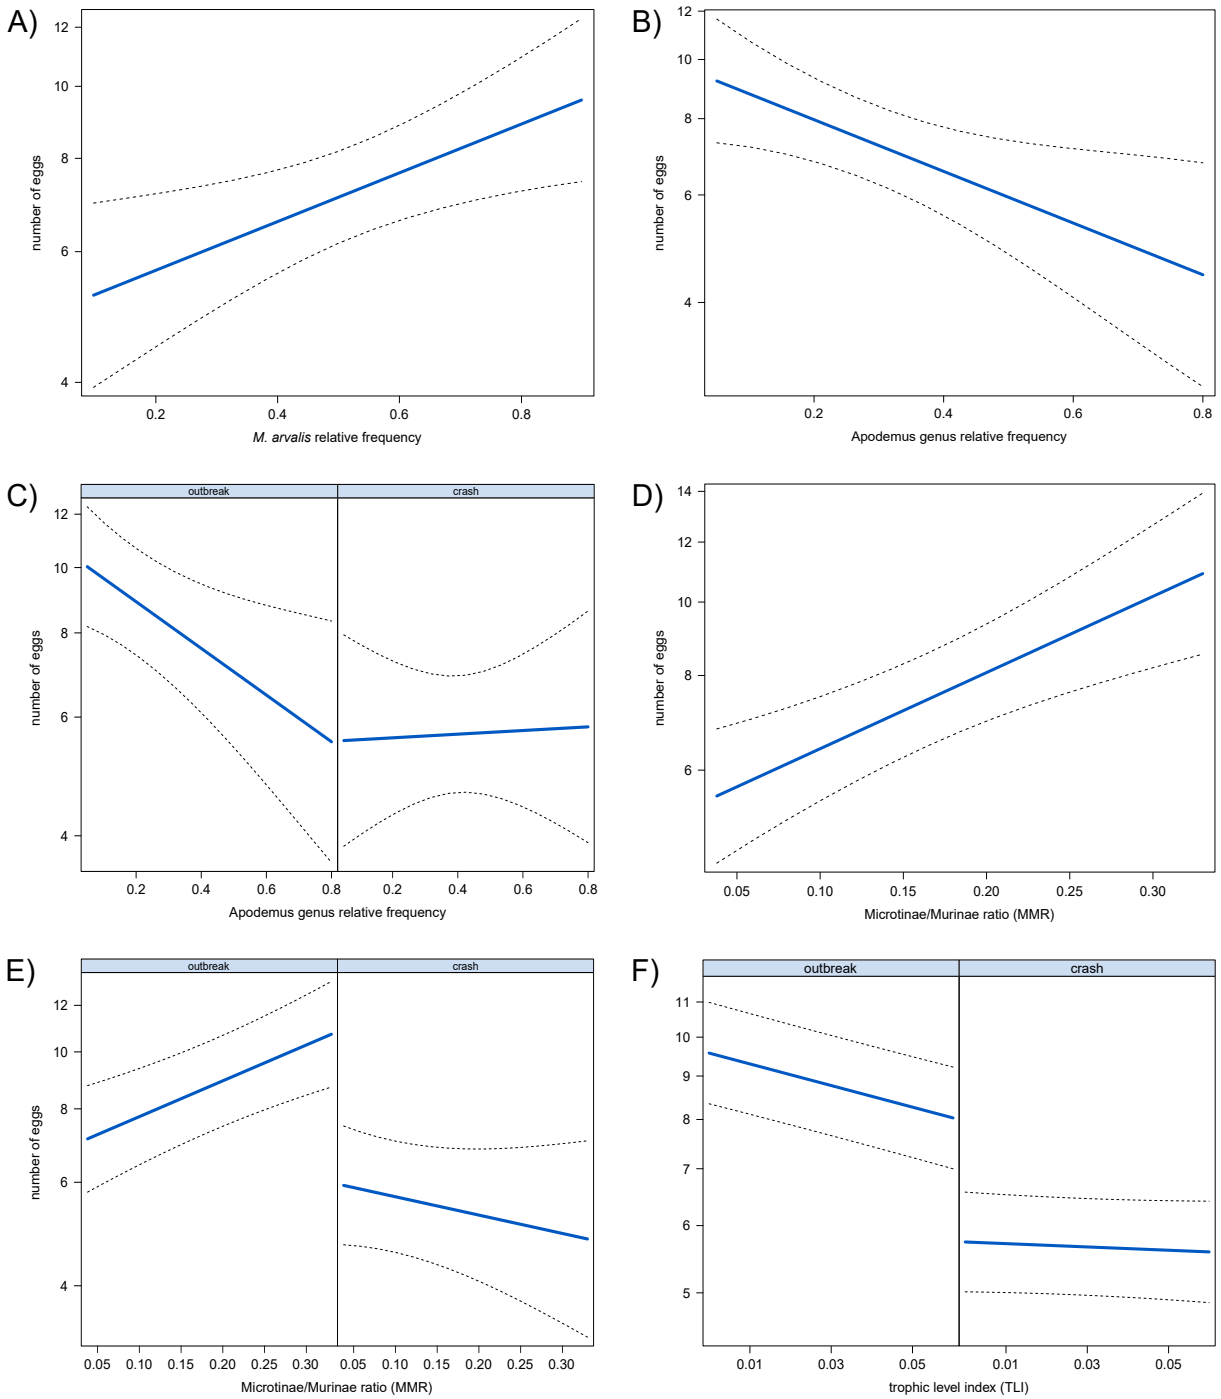 A)
12
10
8
6
4
number of eggs
0.2 0.4 0.6 0.8
M. arvalis relative frequency
B)
12
10
8
6
4
number of eggs
0.2 0.4 0.6 0.8
Apodemus genus relative frequency
C)
outbreak crash
12
10
8
6
4
number of eggs
0.2 0.4 0.6 0.8 0.2 0.4 0.6 0.8
Apodemus genus relative frequency
D)
14
12
10
8
6
number of eggs
0.05 0.10 0.15 0.20 0.25 0.30
Microtinae/Murinae ratio (MMR)
E)
outbreak crash
12
10
8
6
4
number of eggs
0.05 0.10 0.15 0.20 0.25 0.30 0.05 0.10 0.15 0.20 0.25 0.30
Microtinae/Murinae ratio (MMR)
F)
outbreak crash
11
10
9
8
7
6
5
number of eggs
0.01 0.03 0.05 0.01 0.03 0.05
trophic level index (TLI)